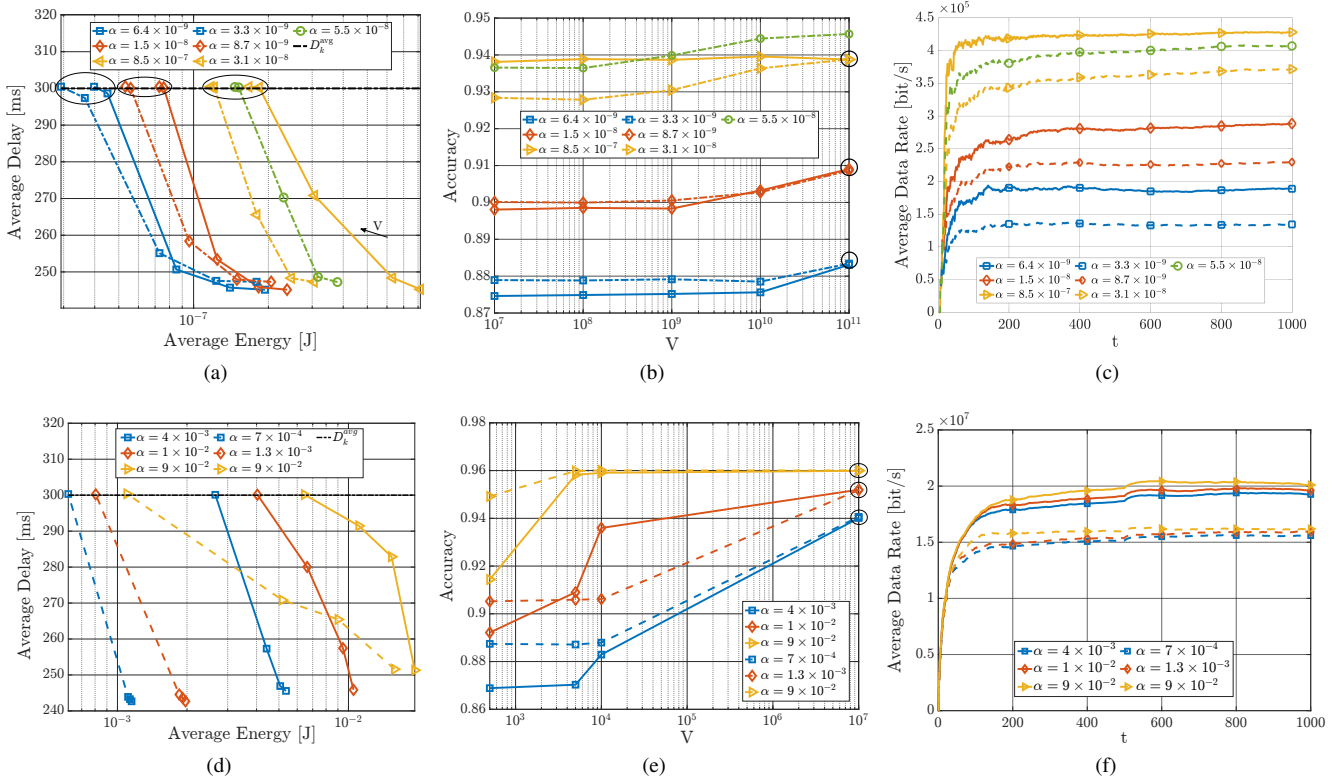 α = 6.4 × 10⁻⁹ α = 3.3 × 10⁻⁹ α = 5.5 × 10⁻⁸
α = 1.5 × 10⁻⁸ α = 8.7 × 10⁻⁹ D_k^avg
α = 8.5 × 10⁻⁷ α = 3.1 × 10⁻⁸
320
310
300
290
280
270
260
250
Average Delay [ms]
V
10⁻⁷
Average Energy [J]
(a)
0.95
0.94
0.93
0.92
0.91
0.9
0.89
0.88
0.87
Accuracy
α = 6.4 × 10⁻⁹ α = 3.3 × 10⁻⁹ α = 5.5 × 10⁻⁸
α = 1.5 × 10⁻⁸ α = 8.7 × 10⁻⁹
α = 8.5 × 10⁻⁷ α = 3.1 × 10⁻⁸
10⁷ 10⁸ 10⁹ 10¹⁰ 10¹¹
V
(b)
×10⁵
4.5
4
3.5
3
2.5
2
1.5
1
0.5
0
Average Data Rate [bit/s]
α = 6.4 × 10⁻⁹ α = 3.3 × 10⁻⁹ α = 5.5 × 10⁻⁸
α = 1.5 × 10⁻⁸ α = 8.7 × 10⁻⁹
α = 8.5 × 10⁻⁷ α = 3.1 × 10⁻⁸
0 200 400 600 800 1000
t
(c)
320
310
300
290
280
270
260
250
240
Average Delay [ms]
α = 4 × 10⁻³ α = 7 × 10⁻⁴ D_k^avg
α = 1 × 10⁻² α = 1.3 × 10⁻³
α = 9 × 10⁻² α = 9 × 10⁻²
10⁻³ 10⁻²
Average Energy [J]
(d)
0.98
0.96
0.94
0.92
0.9
0.88
0.86
Accuracy
α = 4 × 10⁻³
α = 1 × 10⁻²
α = 9 × 10⁻²
α = 7 × 10⁻⁴
α = 1.3 × 10⁻³
α = 9 × 10⁻²
10³ 10⁴ 10⁵ 10⁶ 10⁷
V
(e)
×10⁷
2.5
2
1.5
1
0.5
0
Average Data Rate [bit/s]
α = 4 × 10⁻³ α = 7 × 10⁻⁴
α = 1 × 10⁻² α = 1.3 × 10⁻³
α = 9 × 10⁻² α = 9 × 10⁻²
0 200 400 600 800 1000
t
(f)